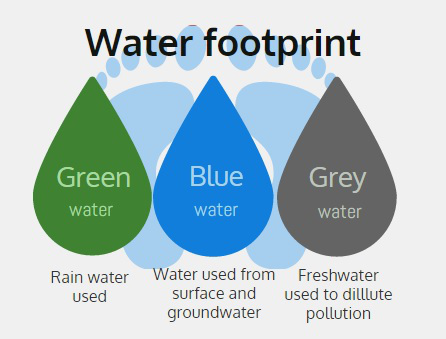 Water footprint
Green
water
Blue
water
Grey
water
Rain water
used
Water used from
surface and
groundwater
Freshwater
used to dilllute
pollution